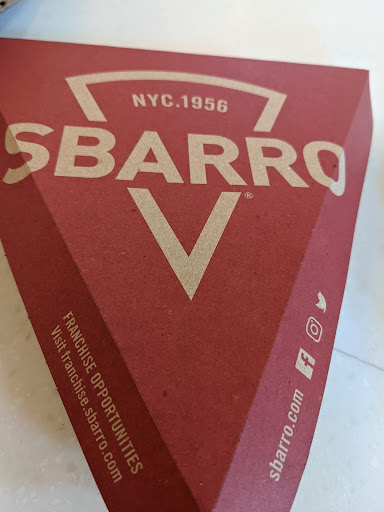 NYC.1956
SBARRO
®
FRANCHISE OPPORTUNITIES
Visit franchise.sbarro.com
sbarro.com